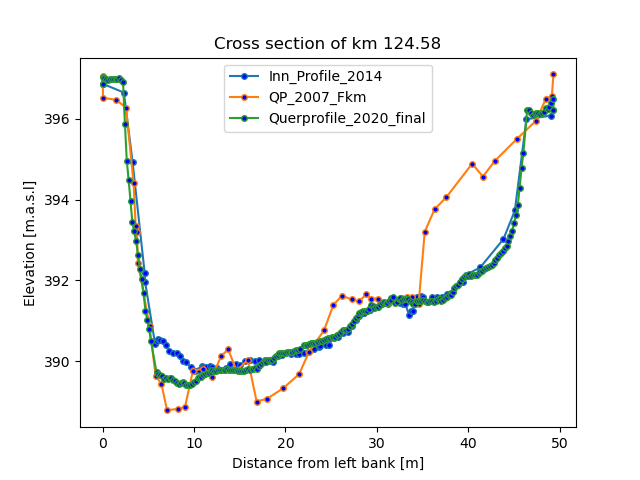 Cross section of km 124.58
Inn_Profile_2014
QP_2007_Fkm
Querprofile_2020_final
Elevation [m.a.s.l]
396
394
392
390
0 10 20 30 40 50
Distance from left bank [m]